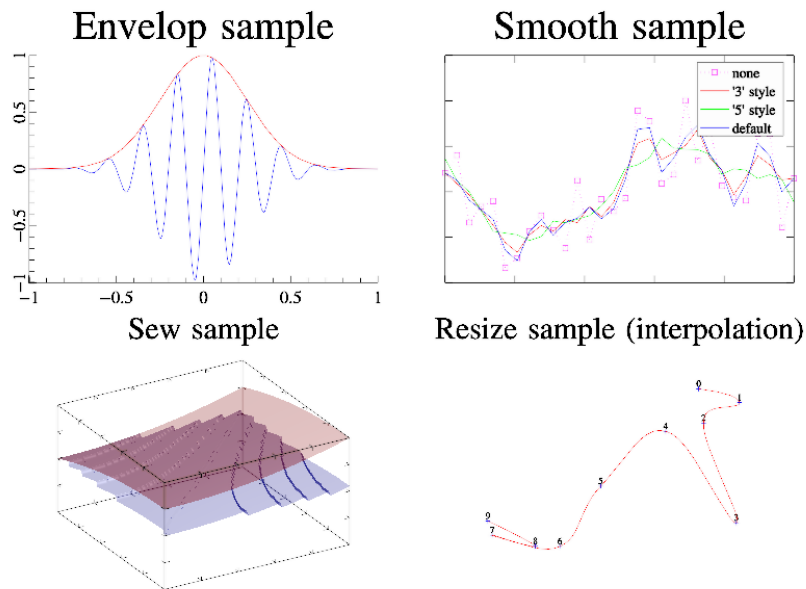 Envelop sample
Smooth sample
1
0.5
0
−0.5
−1
−1
−0.5
0
0.5
1
none
'3' style
'5' style
default
Sew sample
Resize sample (interpolation)
0
1
2
4
5
3
9
7
8
6